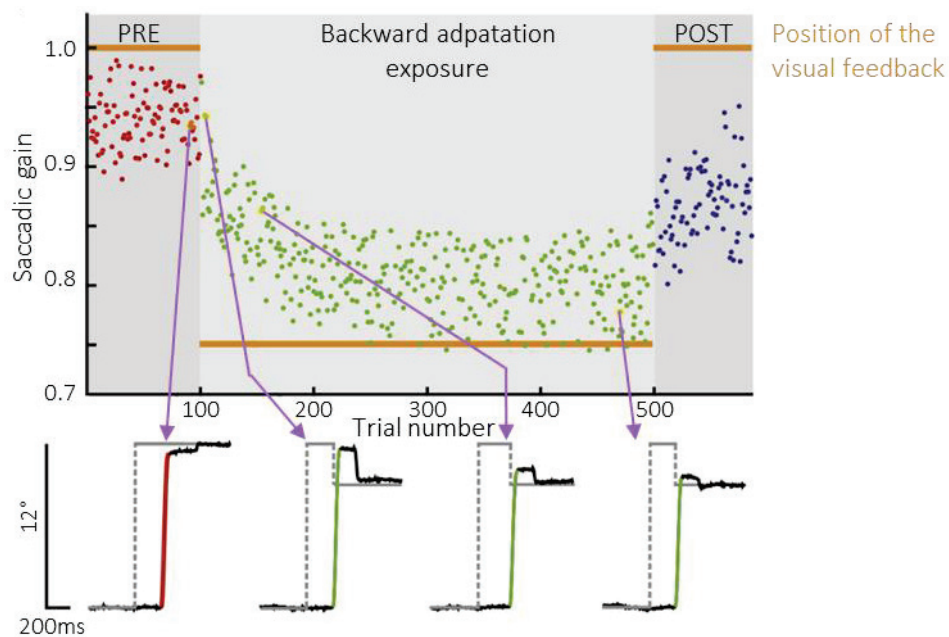 PRE
Backward adpatation
exposure
POST
Position of the
visual feedback
1.0
0.9
0.8
0.7
Saccadic gain
100
200
300
400
500
Trial number
12°
200ms